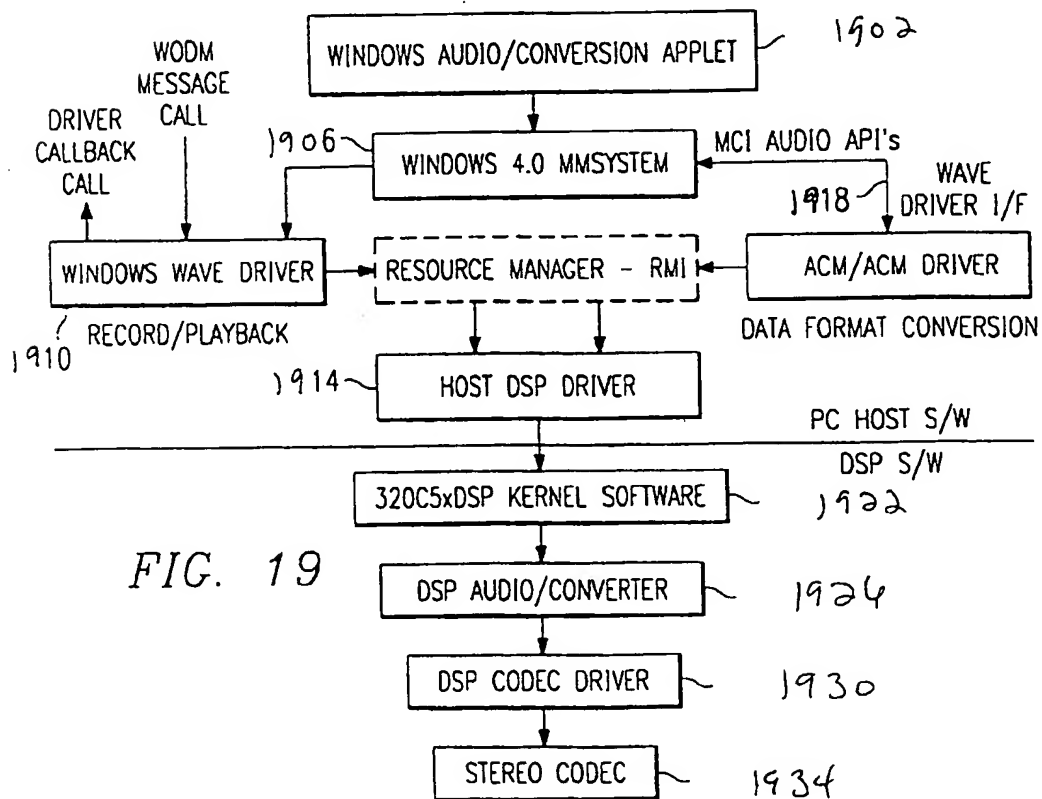 WINDOWS AUDIO/CONVERSION APPLET
1902
WODM
MESSAGE
CALL
DRIVER
CALLBACK
CALL
1906
WINDOWS 4.0 MMSYSTEM
MCI AUDIO API's
1918
WAVE
DRIVER I/F
WINDOWS WAVE DRIVER
RESOURCE MANAGER - RMI
ACM/ACM DRIVER
1910
RECORD/PLAYBACK
DATA FORMAT CONVERSION
1914
HOST DSP DRIVER
PC HOST S/W
DSP S/W
320C5xDSP KERNEL SOFTWARE
1922
FIG. 19
DSP AUDIO/CONVERTER
1926
DSP CODEC DRIVER
1930
STEREO CODEC
1934